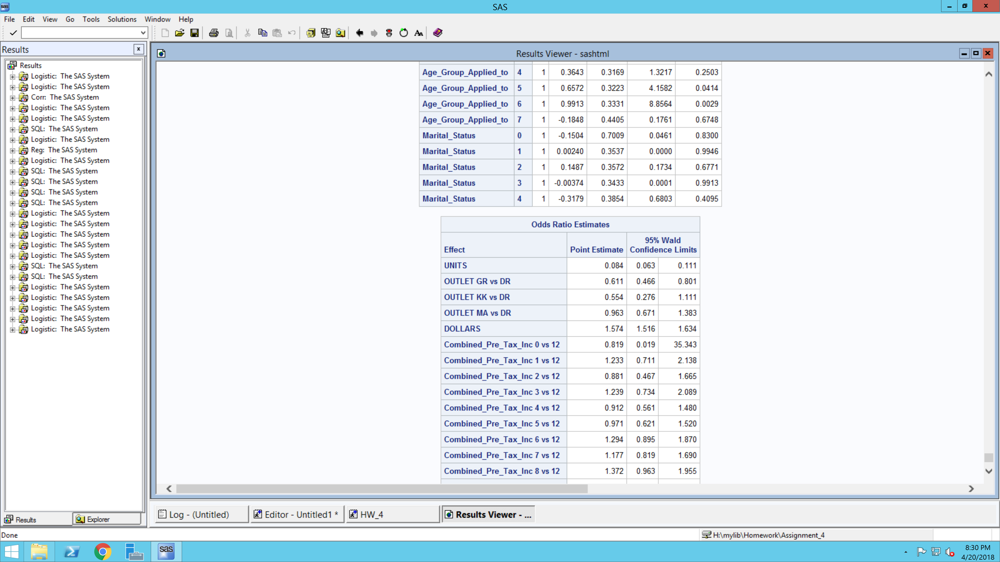 sas
SAS
File Edit View Go Tools Solutions Window Help
Results
Results Viewer - sashtml
Results
Logistic: The SAS System
Logistic: The SAS System
Corr: The SAS System
Logistic: The SAS System
Logistic: The SAS System
SQL: The SAS System
Logistic: The SAS System
Reg: The SAS System
Logistic: The SAS System
SQL: The SAS System
SQL: The SAS System
SQL: The SAS System
SQL: The SAS System
Logistic: The SAS System
Logistic: The SAS System
Logistic: The SAS System
Logistic: The SAS System
Logistic: The SAS System
SQL: The SAS System
SQL: The SAS System
Logistic: The SAS System
Logistic: The SAS System
Logistic: The SAS System
Logistic: The SAS System
Logistic: The SAS System
Age_Group_Applied_to 4 1 0.3643 0.3169 1.3217 0.2503
Age_Group_Applied_to 5 1 0.6572 0.3223 4.1582 0.0414
Age_Group_Applied_to 6 1 0.9913 0.3331 8.8564 0.0029
Age_Group_Applied_to 7 1 -0.1848 0.4405 0.1761 0.6748
Marital_Status 0 1 -0.1504 0.7009 0.0461 0.8300
Marital_Status 1 1 0.00240 0.3537 0.0000 0.9946
Marital_Status 2 1 0.1487 0.3572 0.1734 0.6771
Marital_Status 3 1 -0.00374 0.3433 0.0001 0.9913
Marital_Status 4 1 -0.3179 0.3854 0.6803 0.4095
Odds Ratio Estimates
Effect Point Estimate 95% Wald
Confidence Limits
UNITS 0.084 0.063 0.111
OUTLET GR vs DR 0.611 0.466 0.801
OUTLET KK vs DR 0.554 0.276 1.111
OUTLET MA vs DR 0.963 0.671 1.383
DOLLARS 1.574 1.516 1.634
Combined_Pre_Tax_Inc 0 vs 12 0.819 0.019 35.343
Combined_Pre_Tax_Inc 1 vs 12 1.233 0.711 2.138
Combined_Pre_Tax_Inc 2 vs 12 0.881 0.467 1.665
Combined_Pre_Tax_Inc 3 vs 12 1.239 0.734 2.089
Combined_Pre_Tax_Inc 4 vs 12 0.912 0.561 1.480
Combined_Pre_Tax_Inc 5 vs 12 0.971 0.621 1.520
Combined_Pre_Tax_Inc 6 vs 12 1.294 0.895 1.870
Combined_Pre_Tax_Inc 7 vs 12 1.177 0.819 1.690
Combined_Pre_Tax_Inc 8 vs 12 1.372 0.963 1.955
Results Explorer
Log - (Untitled) Editor - Untitled1 * HW_4 Results Viewer - ...
Done
H:\mylib\Homework\Assignment_4
sas
8:30 PM
4/20/2018